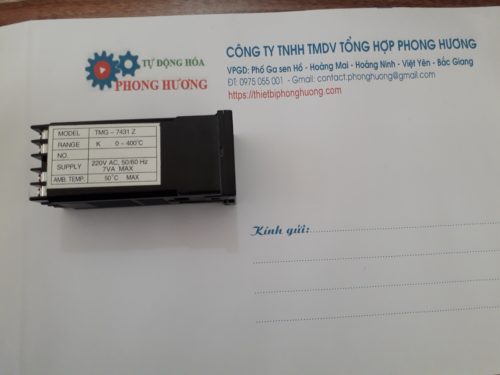 TỰ ĐỘNG HÓA
PHONG HƯƠNG
CÔNG TY TNHH TMDV TỔNG HỢP PHONG HƯƠNG
VPGD: Phố Ga sen Hồ - Hoàng Mai - Hoàng Ninh - Việt Yên - Bắc Giang
ĐT: 0975 055 001 - Gmail: contact.phonghuong@gmail.com
https://thietbiphonghuong.com
MODEL TMG - 7431 Z
RANGE K 0 ~ 400°C
NO.
SUPPLY 220V AC, 50/60 Hz
7VA MAX
AMB. TEMP. 50°C MAX
Kính gửi: